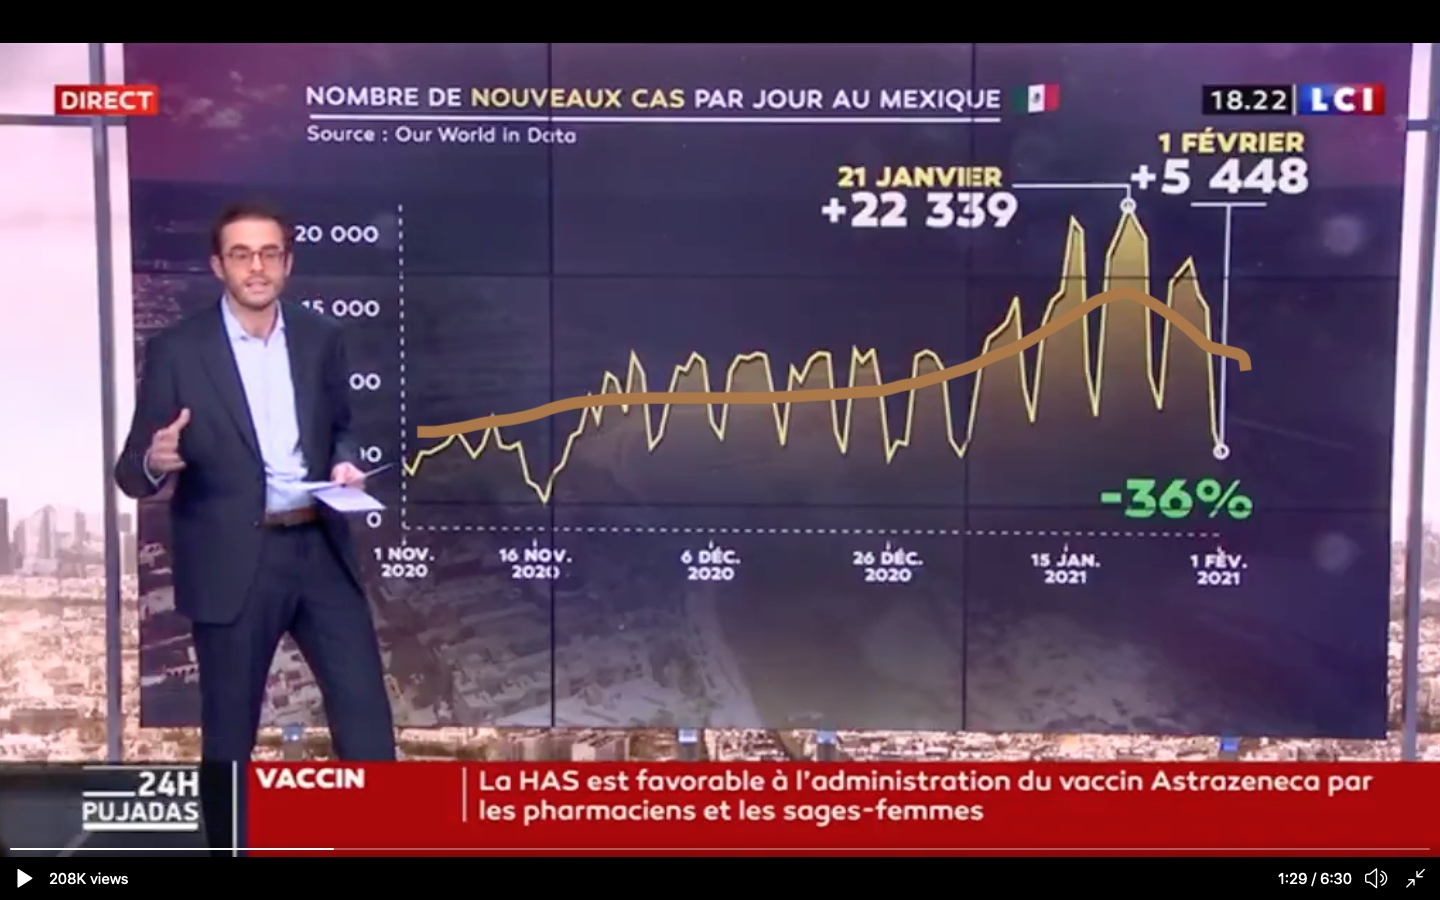 DIRECT
NOMBRE DE NOUVEAUX CAS PAR JOUR AU MEXIQUE
Source : Our World in Data
18.22 LCI
21 JANVIER
+22 339
1 FÉVRIER
+5 448
20 000
15 000
00
0
0
-36%
1 NOV.
2020
16 NOV.
2020
6 DÉC.
2020
26 DÉC.
2020
15 JAN.
2021
1 FÉV.
2021
24H
PUJADAS
VACCIN
La HAS est favorable à l'administration du vaccin Astrazeneca par
les pharmaciens et les sages-femmes
208K views
1:29 / 6:30